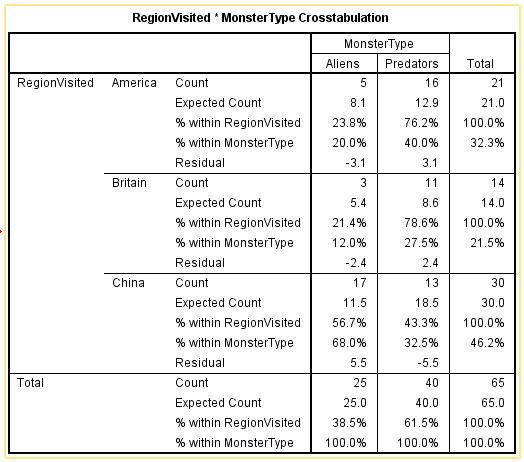 RegionVisited * MonsterType Crosstabulation
MonsterType
Aliens Predators Total
RegionVisited America Count 5 16 21
Expected Count 8.1 12.9 21.0
% within RegionVisited 23.8% 76.2% 100.0%
% within MonsterType 20.0% 40.0% 32.3%
Residual -3.1 3.1
Britain Count 3 11 14
Expected Count 5.4 8.6 14.0
% within RegionVisited 21.4% 78.6% 100.0%
% within MonsterType 12.0% 27.5% 21.5%
Residual -2.4 2.4
China Count 17 13 30
Expected Count 11.5 18.5 30.0
% within RegionVisited 56.7% 43.3% 100.0%
% within MonsterType 68.0% 32.5% 46.2%
Residual 5.5 -5.5
Total Count 25 40 65
Expected Count 25.0 40.0 65.0
% within RegionVisited 38.5% 61.5% 100.0%
% within MonsterType 100.0% 100.0% 100.0%